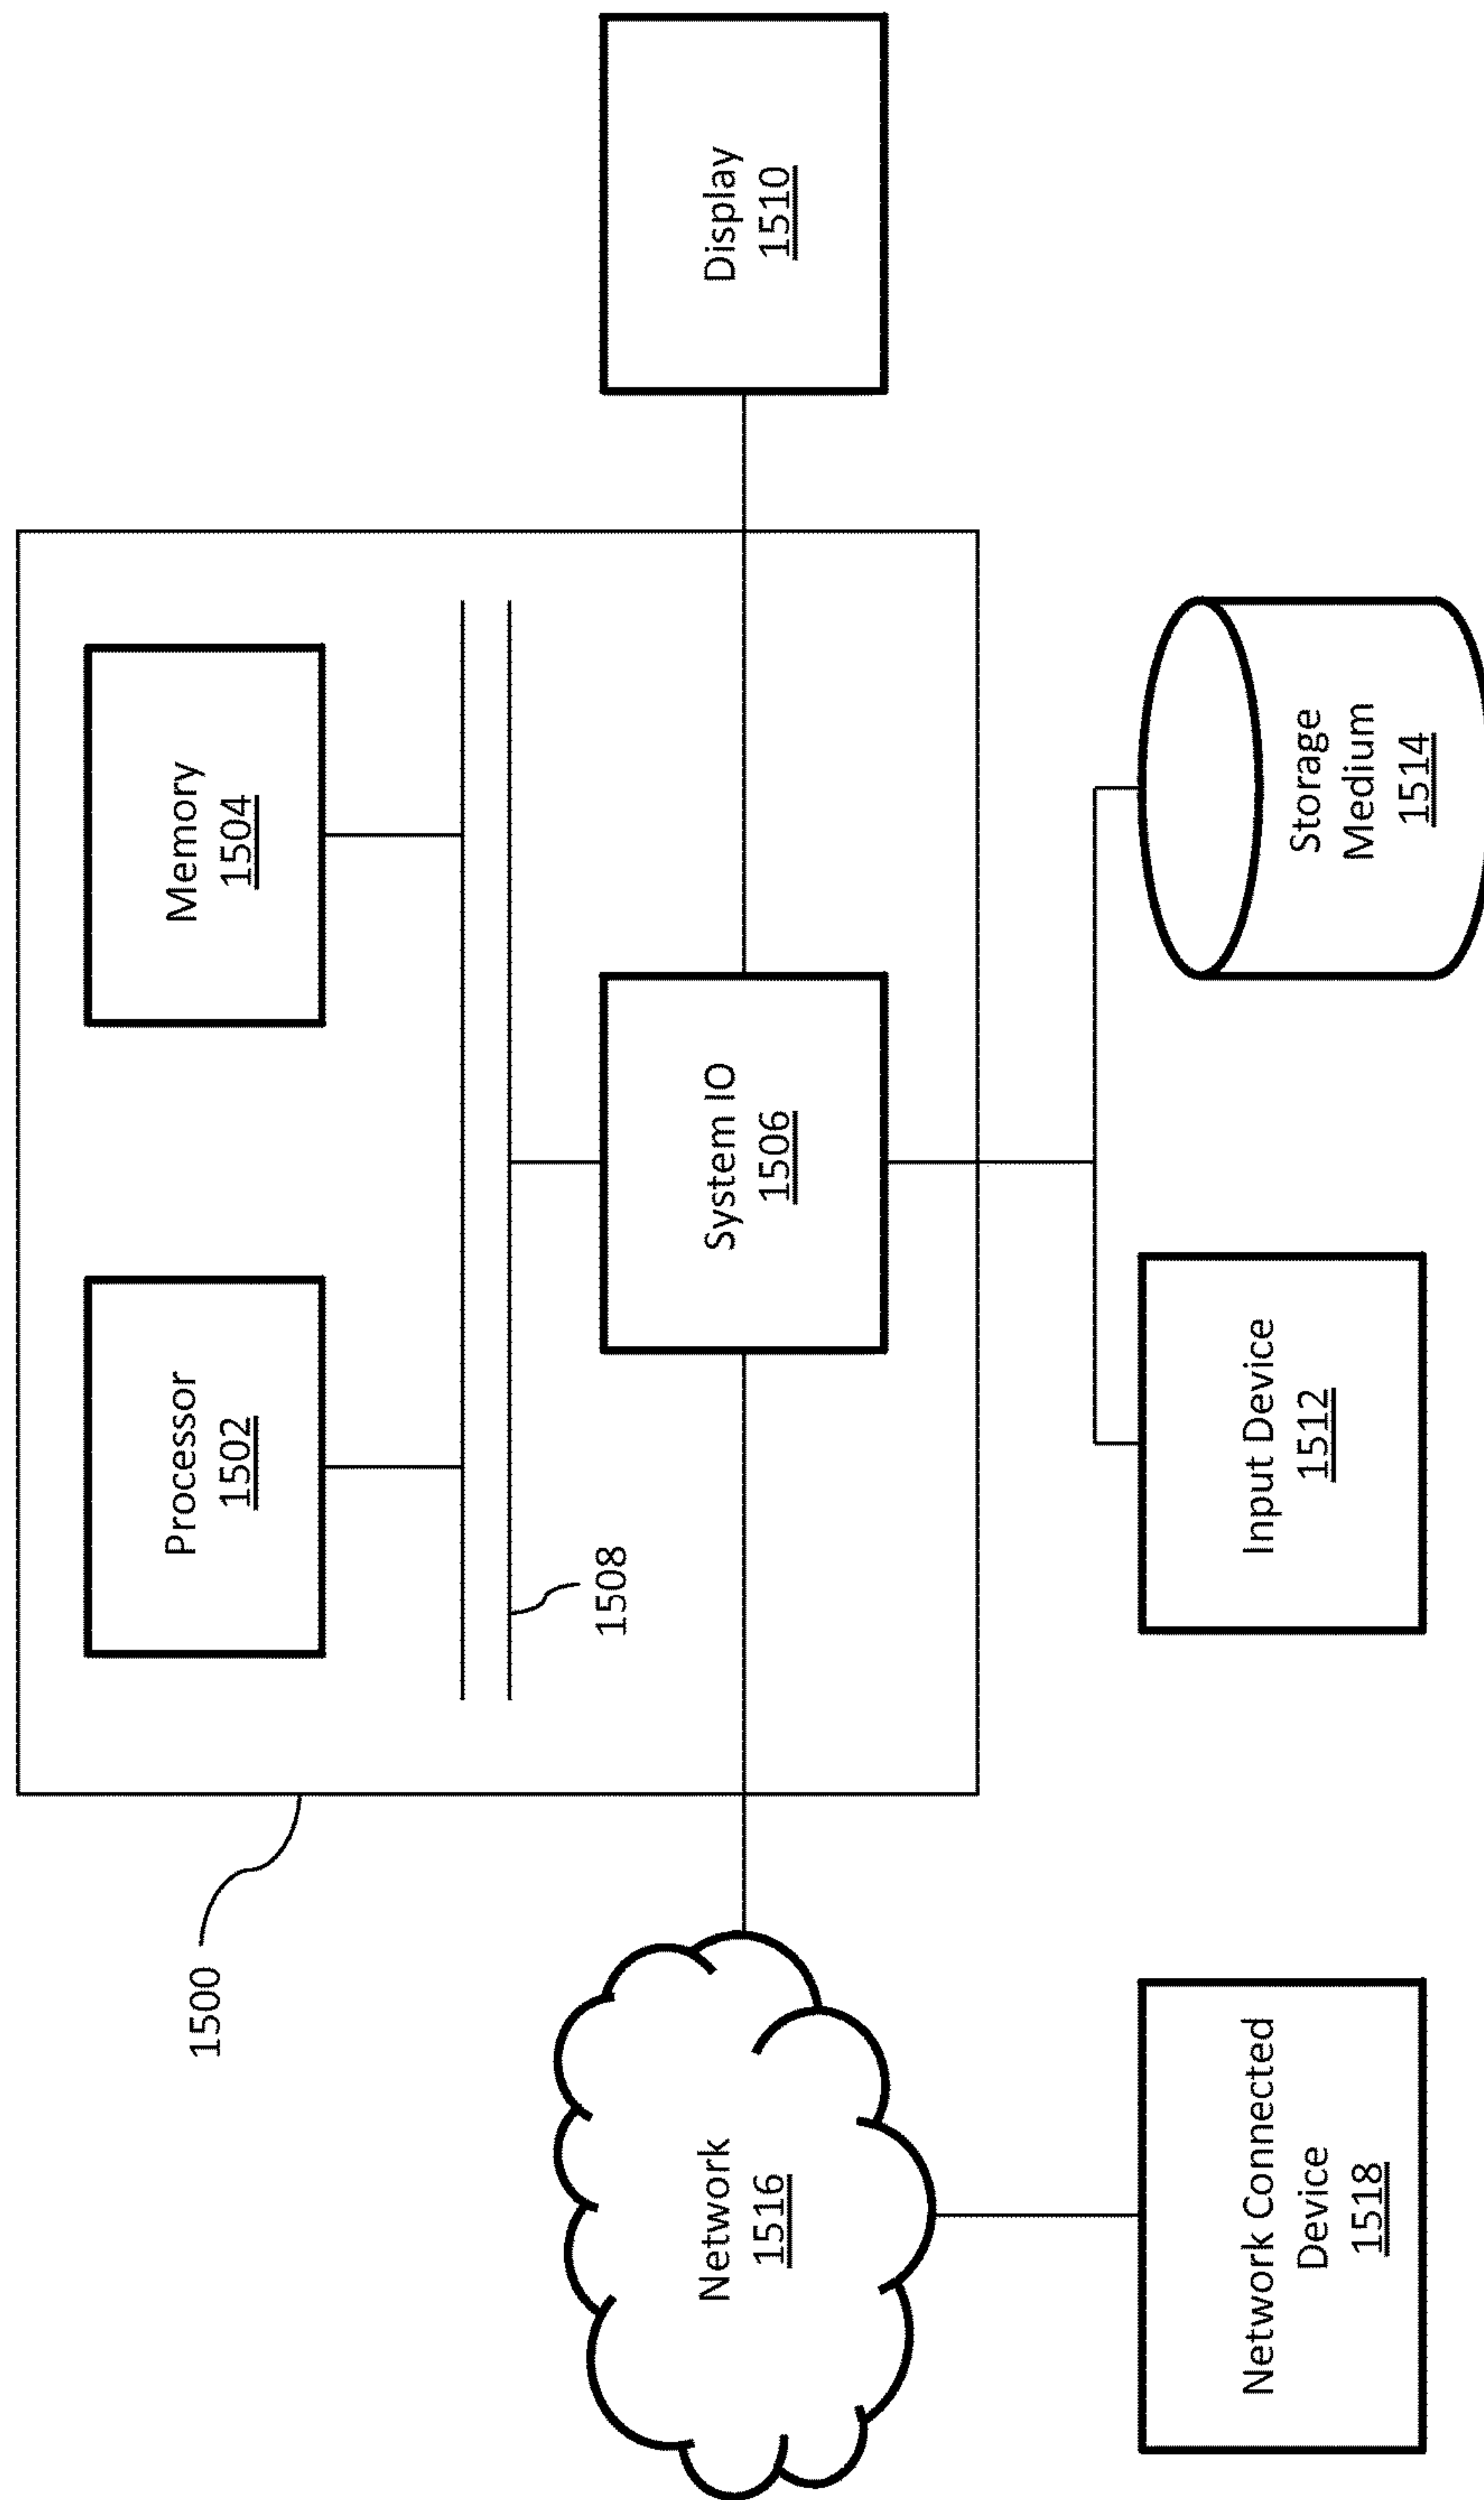 1500
Processor
1502
Memory
1504
1508
Network
1516
System IO
1506
Display
1510
Network Connected
Device
1518
Input Device
1512
Storage
Medium
1514